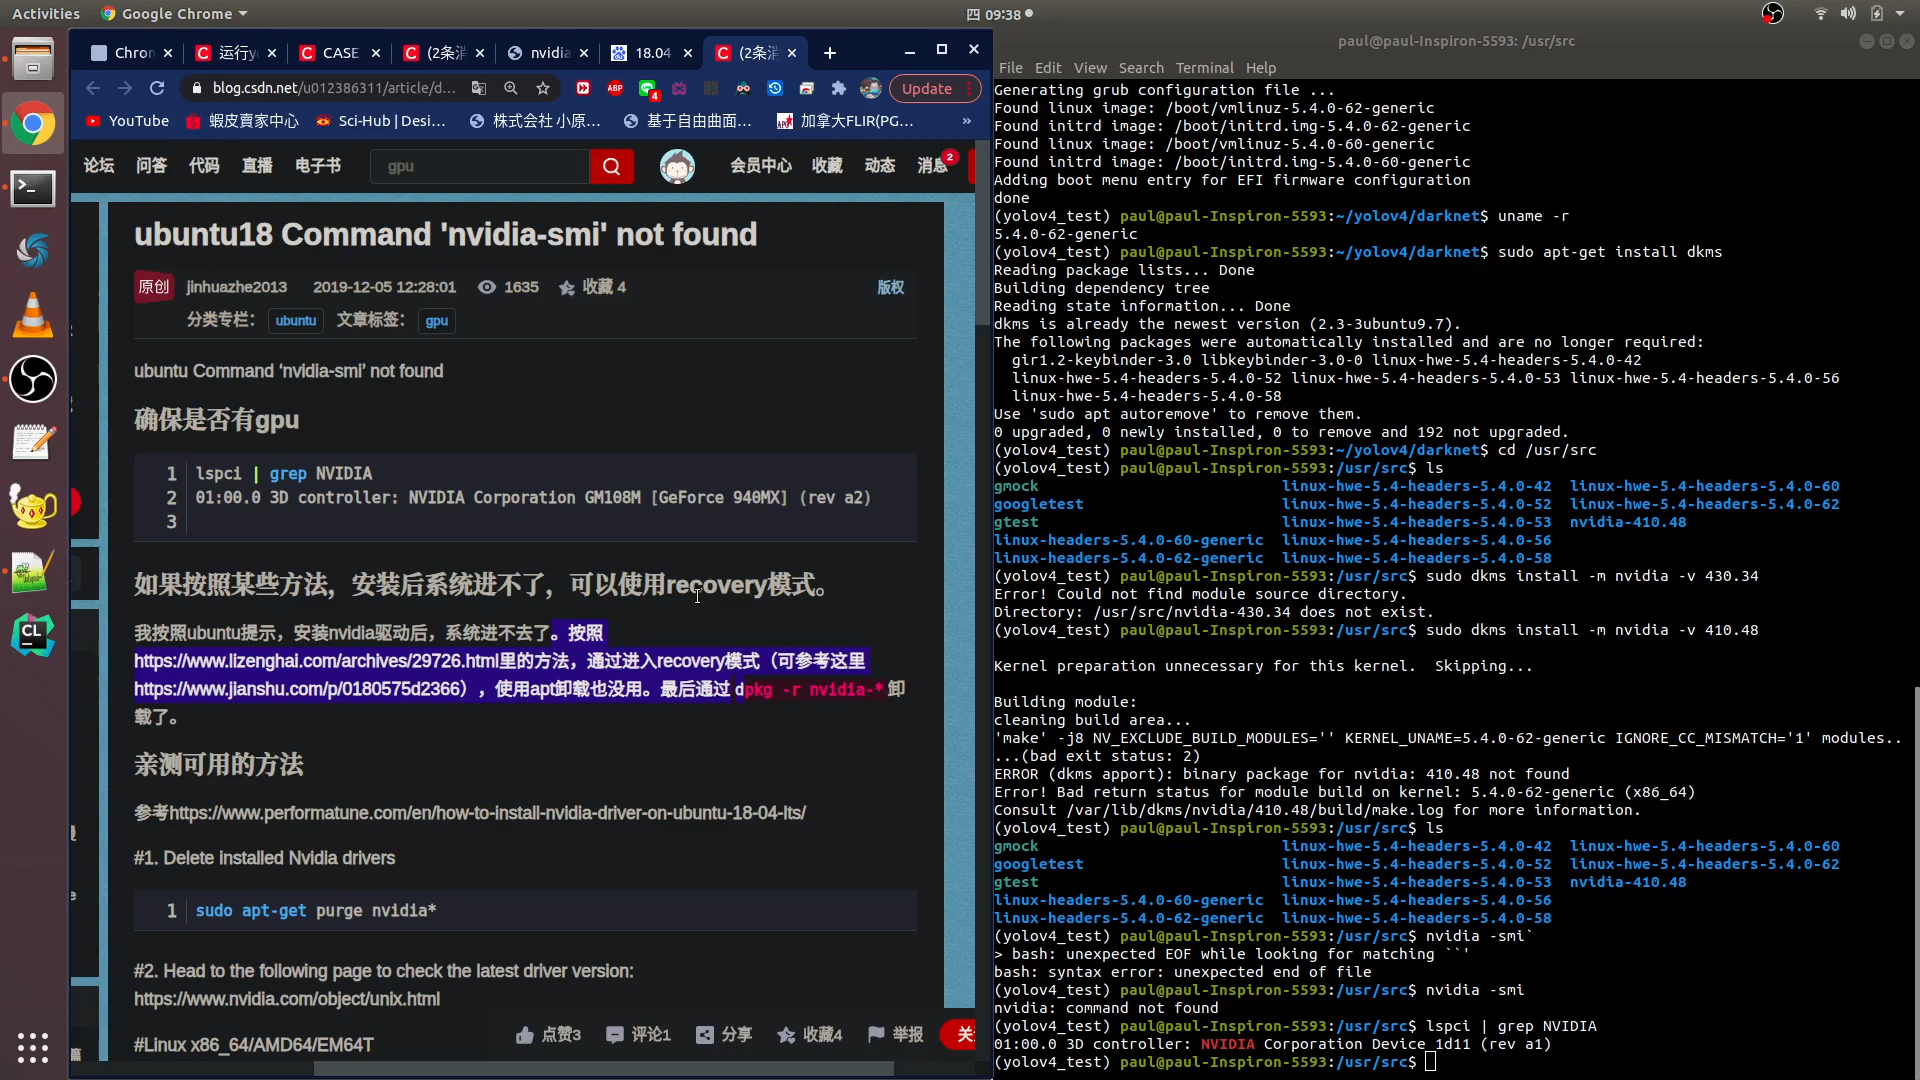 Activities
Google Chrome
四 09:38
Chron
运行y
CASE
(2条消
nvidia
18.04
(2条消
blog.csdn.net/u012386311/article/d...
ABP
4
Update
YouTube
蝦皮賣家中心
Sci-Hub | Desi...
株式会社 小原...
基于自由曲面...
加拿大FLIR(PG...
»
论坛
问答
代码
直播
电子书
gpu
会员中心
收藏
动态
消息
2
ubuntu18 Command 'nvidia-smi' not found
原创
jinhuazhe2013
2019-12-05 12:28:01
1635
收藏 4
版权
分类专栏：
ubuntu
文章标签：
gpu
ubuntu Command ‘nvidia-smi’ not found
确保是否有gpu
1 lspci | grep NVIDIA
2 01:00.0 3D controller: NVIDIA Corporation GM108M [GeForce 940MX] (rev a2)
3
如果按照某些方法，安装后系统进不了，可以使用recovery模式。
我按照ubuntu提示，安装nvidia驱动后，系统进不去了。按照
https://www.lizenghai.com/archives/29726.html里的方法，通过进入recovery模式（可参考这里
https://www.jianshu.com/p/0180575d2366），使用apt卸载也没用。最后通过 dpkg -r nvidia-* 卸
载了。
亲测可用的方法
参考https://www.performatune.com/en/how-to-install-nvidia-driver-on-ubuntu-18-04-lts/
#1. Delete installed Nvidia drivers
1 sudo apt-get purge nvidia*
#2. Head to the following page to check the latest driver version:
https://www.nvidia.com/object/unix.html
#Linux x86_64/AMD64/EM64T
点赞3
评论1
分享
收藏4
举报
关
paul@paul-Inspiron-5593: /usr/src
File Edit View Search Terminal Help
Generating grub configuration file ...
Found linux image: /boot/vmlinuz-5.4.0-62-generic
Found initrd image: /boot/initrd.img-5.4.0-62-generic
Found linux image: /boot/vmlinuz-5.4.0-60-generic
Found initrd image: /boot/initrd.img-5.4.0-60-generic
Adding boot menu entry for EFI firmware configuration
done
(yolov4_test) paul@paul-Inspiron-5593:~/yolov4/darknet$ uname -r
5.4.0-62-generic
(yolov4_test) paul@paul-Inspiron-5593:~/yolov4/darknet$ sudo apt-get install dkms
Reading package lists... Done
Building dependency tree
Reading state information... Done
dkms is already the newest version (2.3-3ubuntu9.7).
The following packages were automatically installed and are no longer required:
gir1.2-keybinder-3.0 libkeybinder-3.0-0 linux-hwe-5.4-headers-5.4.0-42
linux-hwe-5.4-headers-5.4.0-52 linux-hwe-5.4-headers-5.4.0-53 linux-hwe-5.4-headers-5.4.0-56
linux-hwe-5.4-headers-5.4.0-58
Use 'sudo apt autoremove' to remove them.
0 upgraded, 0 newly installed, 0 to remove and 192 not upgraded.
(yolov4_test) paul@paul-Inspiron-5593:~/yolov4/darknet$ cd /usr/src
(yolov4_test) paul@paul-Inspiron-5593:/usr/src$ ls
gmock linux-hwe-5.4-headers-5.4.0-42 linux-hwe-5.4-headers-5.4.0-60
googletest linux-hwe-5.4-headers-5.4.0-52 linux-hwe-5.4-headers-5.4.0-62
gtest linux-hwe-5.4-headers-5.4.0-53 nvidia-410.48
linux-headers-5.4.0-60-generic linux-hwe-5.4-headers-5.4.0-56
linux-headers-5.4.0-62-generic linux-hwe-5.4-headers-5.4.0-58
(yolov4_test) paul@paul-Inspiron-5593:/usr/src$ sudo dkms install -m nvidia -v 430.34
Error! Could not find module source directory.
Directory: /usr/src/nvidia-430.34 does not exist.
(yolov4_test) paul@paul-Inspiron-5593:/usr/src$ sudo dkms install -m nvidia -v 410.48
Kernel preparation unnecessary for this kernel. Skipping...
Building module:
cleaning build area...
'make' -j8 NV_EXCLUDE_BUILD_MODULES='' KERNEL_UNAME=5.4.0-62-generic IGNORE_CC_MISMATCH='1' modules..
...(bad exit status: 2)
ERROR (dkms apport): binary package for nvidia: 410.48 not found
Error! Bad return status for module build on kernel: 5.4.0-62-generic (x86_64)
Consult /var/lib/dkms/nvidia/410.48/build/make.log for more information.
(yolov4_test) paul@paul-Inspiron-5593:/usr/src$ ls
gmock linux-hwe-5.4-headers-5.4.0-42 linux-hwe-5.4-headers-5.4.0-60
googletest linux-hwe-5.4-headers-5.4.0-52 linux-hwe-5.4-headers-5.4.0-62
gtest linux-hwe-5.4-headers-5.4.0-53 nvidia-410.48
linux-headers-5.4.0-60-generic linux-hwe-5.4-headers-5.4.0-56
linux-headers-5.4.0-62-generic linux-hwe-5.4-headers-5.4.0-58
(yolov4_test) paul@paul-Inspiron-5593:/usr/src$ nvidia -smi`
> bash: unexpected EOF while looking for matching ``'
bash: syntax error: unexpected end of file
(yolov4_test) paul@paul-Inspiron-5593:/usr/src$ nvidia -smi
nvidia: command not found
(yolov4_test) paul@paul-Inspiron-5593:/usr/src$ lspci | grep NVIDIA
01:00.0 3D controller: NVIDIA Corporation Device 1d11 (rev a1)
(yolov4_test) paul@paul-Inspiron-5593:/usr/src$